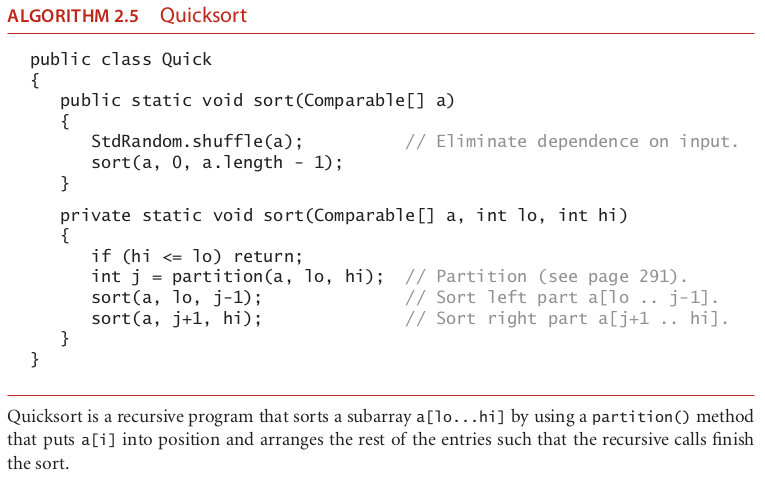 ALGORITHM 2.5 Quicksort
public class Quick
{
public static void sort(Comparable[] a)
{
StdRandom.shuffle(a); // Eliminate dependence on input.
sort(a, 0, a.length - 1);
}
private static void sort(Comparable[] a, int lo, int hi)
{
if (hi <= lo) return;
int j = partition(a, lo, hi); // Partition (see page 291).
sort(a, lo, j-1); // Sort left part a[lo .. j-1].
sort(a, j+1, hi); // Sort right part a[j+1 .. hi].
}
}
Quicksort is a recursive program that sorts a subarray a[lo...hi] by using a partition() method
that puts a[i] into position and arranges the rest of the entries such that the recursive calls finish
the sort.